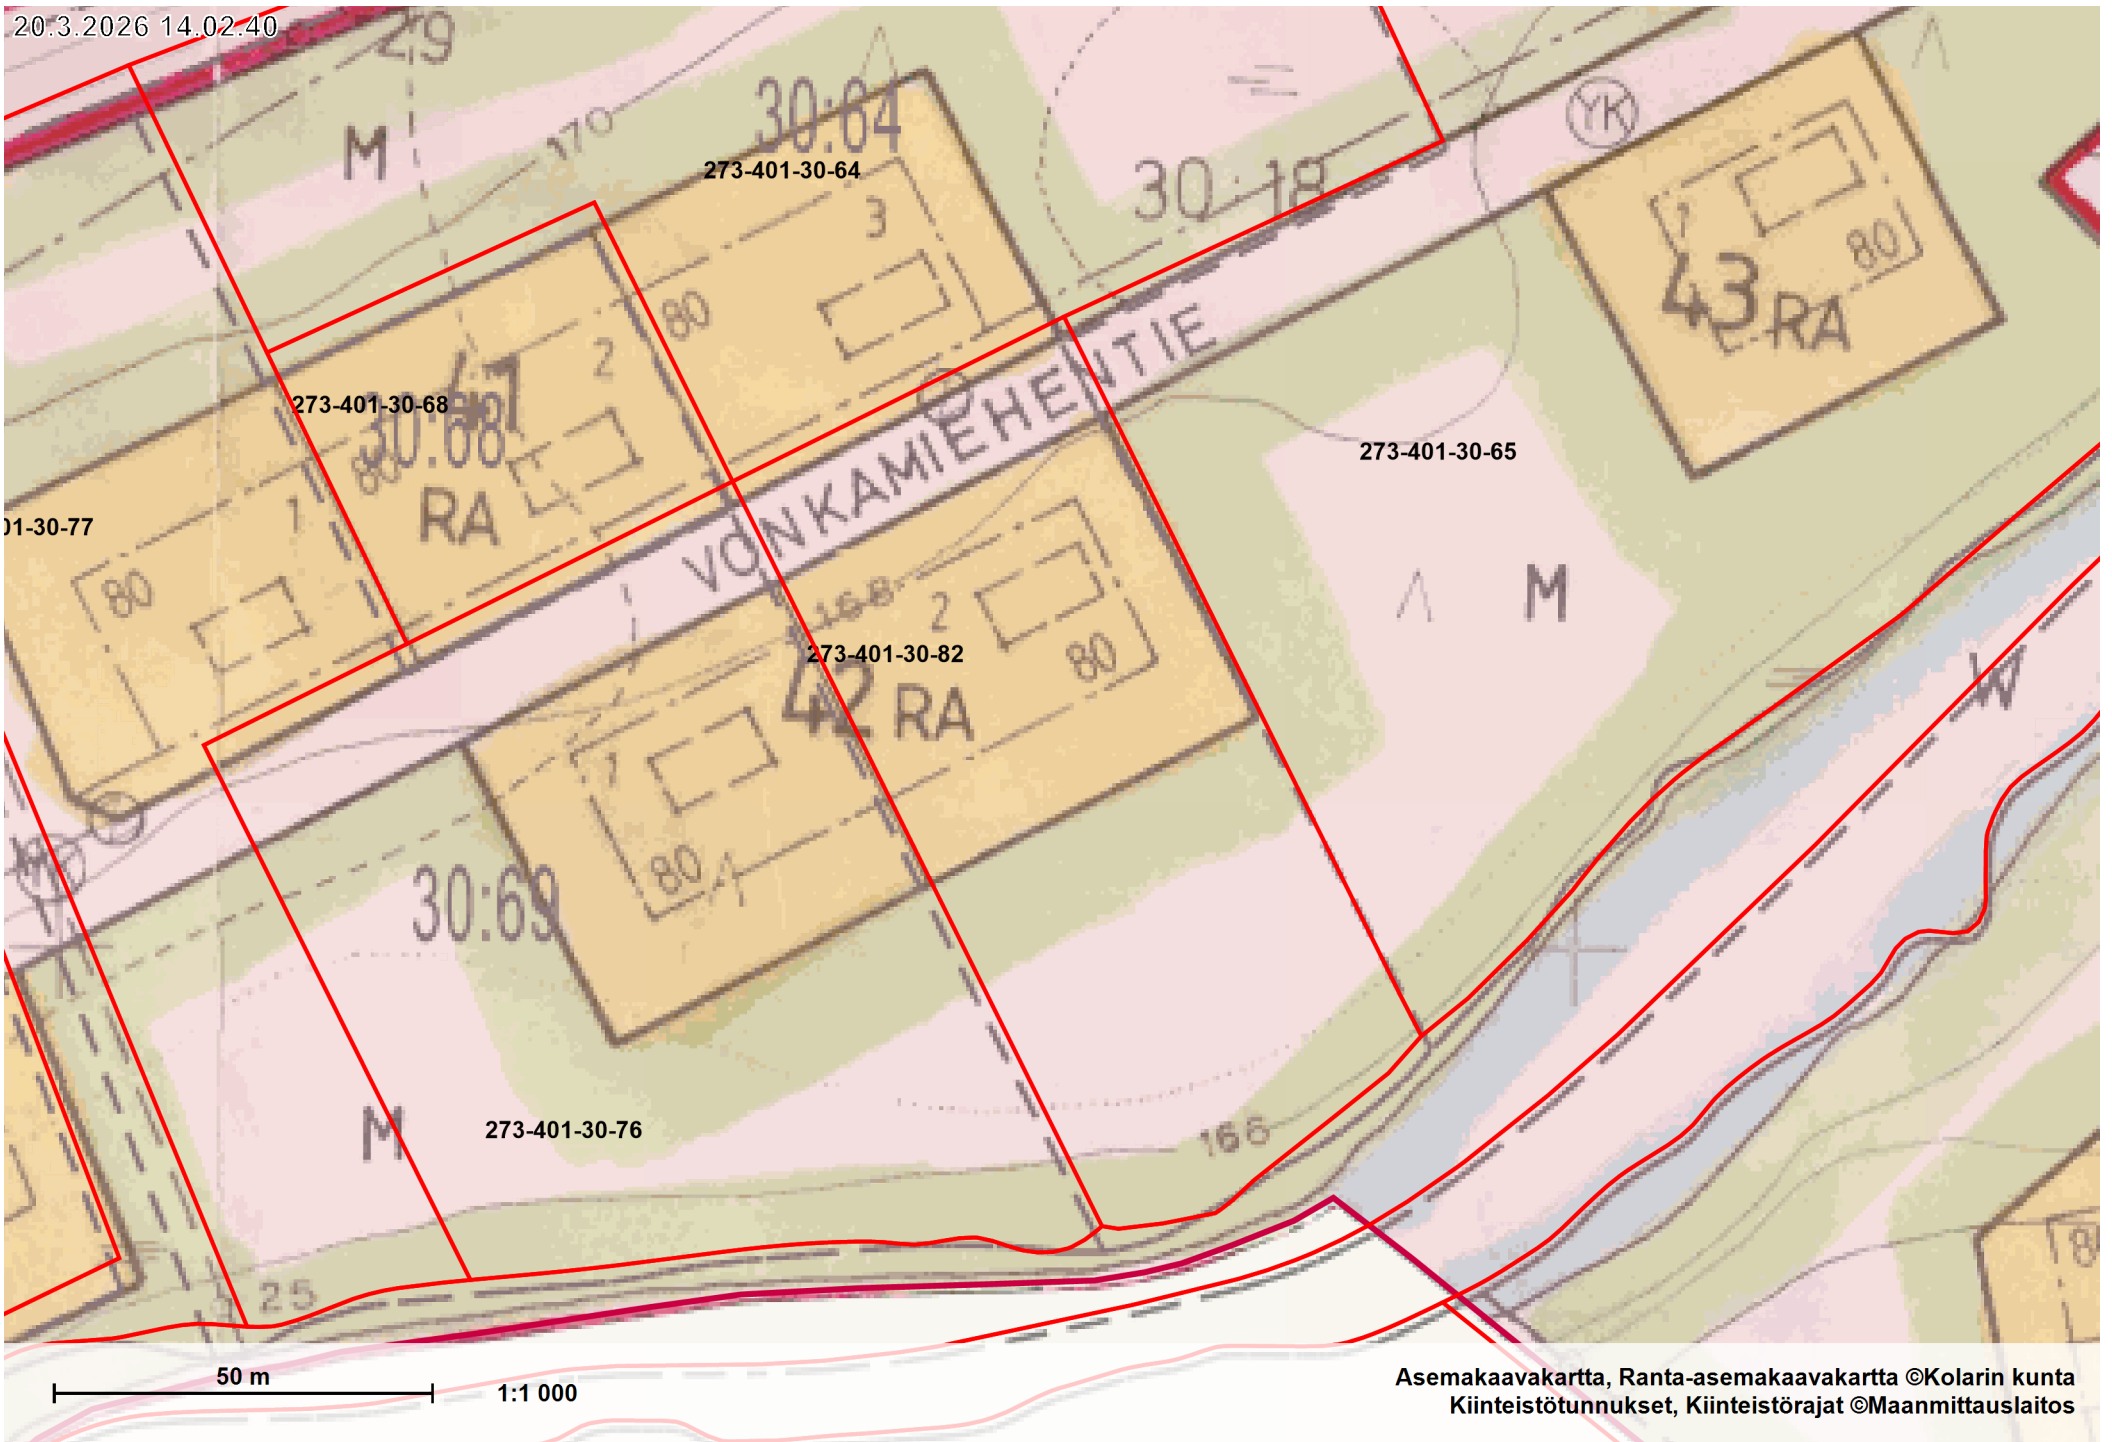 20.3.2026 14.02.40
29
M
170
30:64
273-401-30-64
3
80
30:18
YK
1
80
43 RA
41
2
273-401-30-68
30:68
80
RA
01-30-77
1
80
VONKAMIEHENTIE
273-401-30-65
M
W
168
2
273-401-30-82
42 RA
80
1
80
30:69
M
273-401-30-76
166
25
80
50 m
1:1 000
Asemakaavakartta, Ranta-asemakaavakartta ©Kolarin kunta
Kiinteistötunnukset, Kiinteistörajat ©Maanmittauslaitos